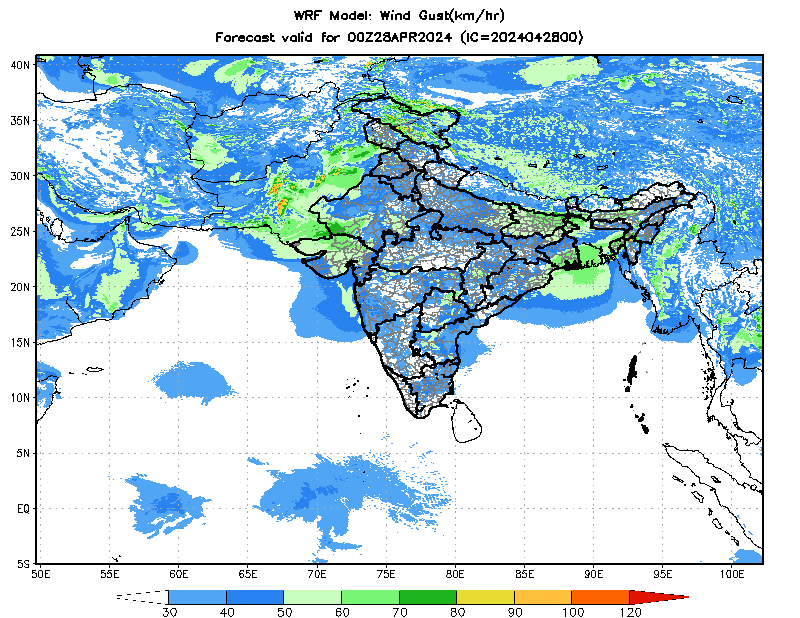 WRF Model: Wind Gust(km/hr)
Forecast valid for 00Z28APR2024 (IC=2024042800)
40N
35N
30N
25N
20N
15N
10N
5N
EQ
5S
50E 55E 60E 65E 70E 75E 80E 85E 90E 95E 100E
30 40 50 60 70 80 90 100 120